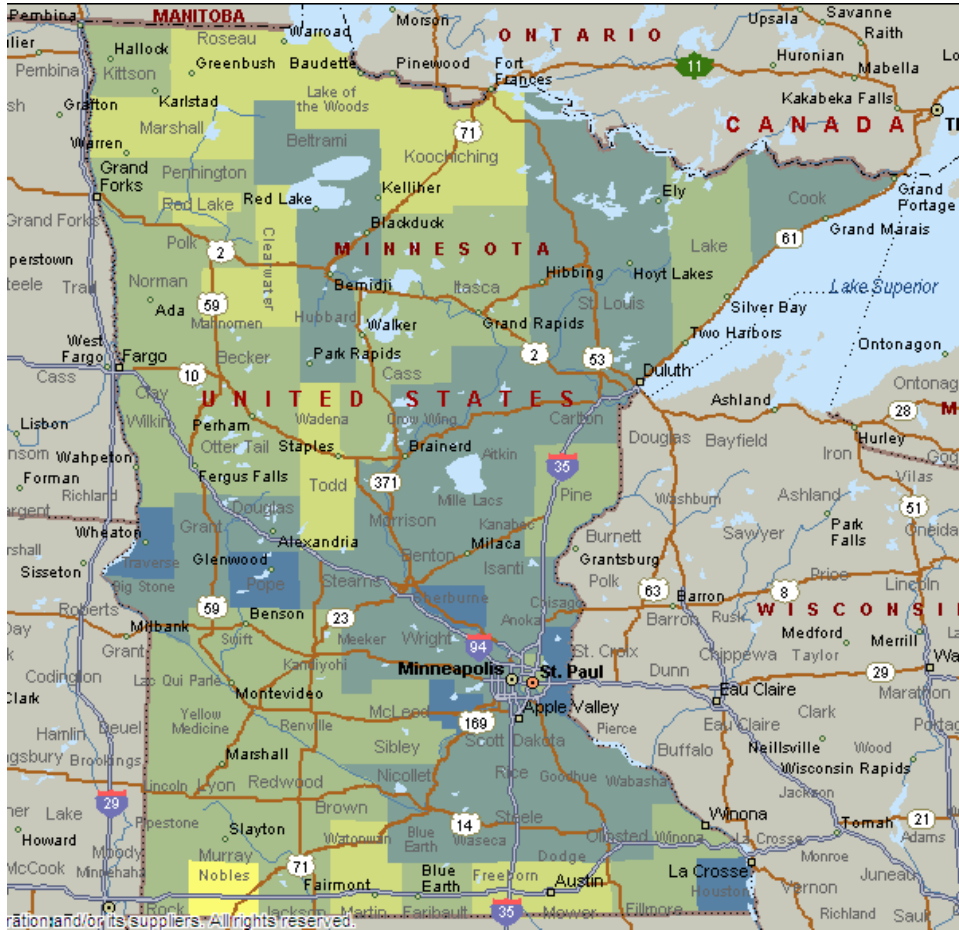 Pembina
MANITOBA
Morson
Upsala
Savanne
Roseau
Warroad
ONTARIO
Raith
Hallock
Huronian
Pembina
Kittson
Greenbush
Baudette
Pinewood
Fort
Frances
11
Mabella
Karlstad
Lake of
the Woods
Kakabeka Falls
Grafton
Marshall
71
CANADA
Warren
Beltrami
Koochiching
Grand
Forks
Pennington
Kelliher
Ely
Cook
Grand
Portage
Red Lake
Red Lake
Grand Forks
Blackduck
Grand Marais
Polk
Clearwater
MINNESOTA
Lake
61
2
Hibbing
Hoyt Lakes
Norman
Bemidji
Itasca
Lake Superior
Ada
59
Hubbard
St. Louis
Silver Bay
Mahnomen
Walker
Grand Rapids
Two Harbors
West
Fargo
Fargo
Becker
Park Rapids
2
53
Ontonagon
Cass
10
Cass
Duluth
Clay
UNITED STATES
Ashland
Ontonagon
28
Wilkin
Wadena
Crow Wing
Carlton
Lisbon
Perham
Douglas
Bayfield
Hurley
Otter Tail
Staples
Brainerd
Aitkin
Iron
Wahpeton
35
Forman
Fergus Falls
Todd
371
Vilas
Richland
Mille Lacs
Pine
Washburn
Ashland
51
Douglas
Morrison
Kanabec
Grant
Burnett
Sawyer
Park
Falls
Oneida
Wheaton
Alexandria
Milaca
Grantsburg
Glenwood
Benton
Sisseton
Traverse
Isanti
Polk
Price
Big Stone
Pope
Stearns
Lincoln
Sherburne
63
8
Roberts
59
Benson
23
Chisago
Barron
Milbank
Anoka
Barron
Rusk
WISCONSIN
Grant
Swift
Meeker
Wright
94
Medford
Merrill
Kandiyohi
St. Croix
Chippewa
Taylor
Codington
Lac Qui Parle
Minneapolis
St. Paul
Dunn
29
Clark
Montevideo
Eau Claire
Marathon
Deuel
McLeod
Apple Valley
Yellow
Medicine
Renville
169
Scott
Dakota
Pierce
Eau Claire
Clark
Hamlin
Sibley
Buffalo
Neillsville
Wood
Brookings
Marshall
Wisconsin Rapids
Nicollet
Rice
Goodhue
Wabasha
Lincoln
Lyon
Redwood
Jackson
29
Brown
Steele
Winona
Lake
Pipestone
14
Tomah
21
Howard
Slayton
Watonwan
Blue
Earth
Waseca
Olmsted
Winona
La Crosse
Adams
Moody
Murray
Dodge
Monroe
McCook
Minnehaha
71
Blue
Earth
La Crosse
Juneau
Nobles
Fairmont
Freeborn
Austin
Houston
Vernon
Rock
Jackson
Martin
Faribault
35
Mower
Fillmore
Richland
Sauk
ration;and/or its suppliers. All rights reserved.